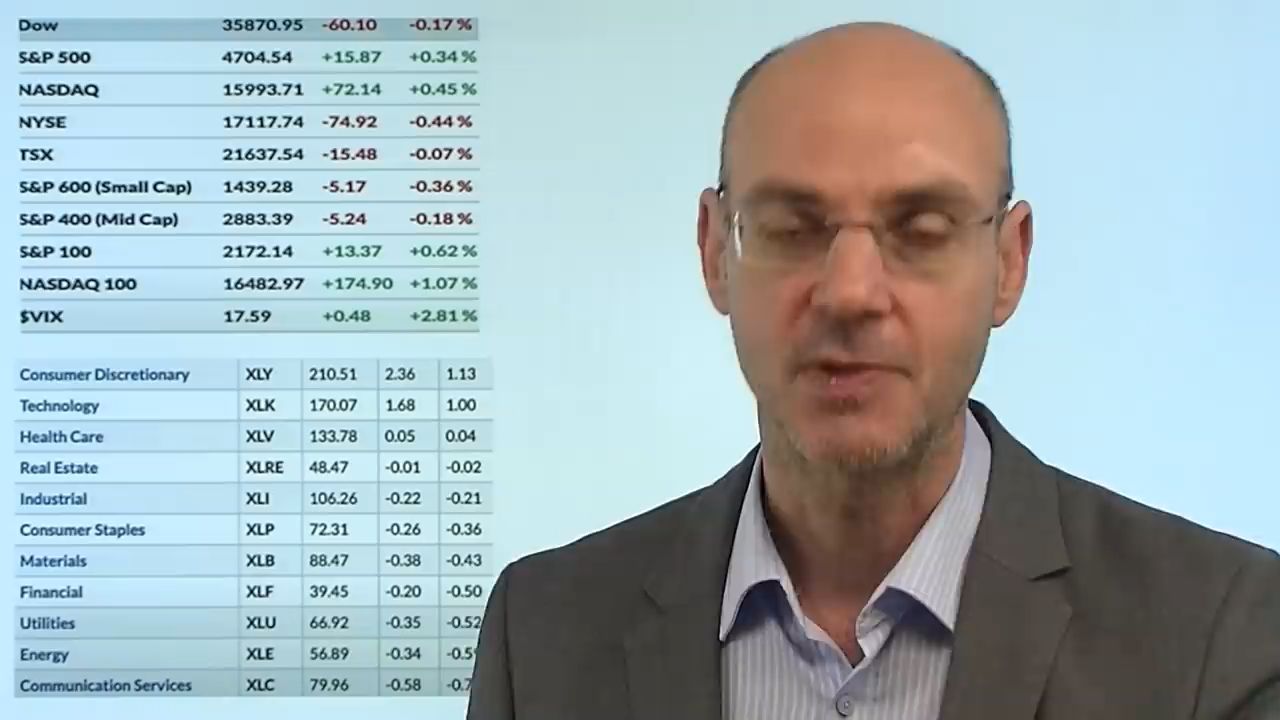 Dow 35870.95 -60.10 -0.17 %
S&P 500 4704.54 +15.87 +0.34 %
NASDAQ 15993.71 +72.14 +0.45 %
NYSE 17117.74 -74.92 -0.44 %
TSX 21637.54 -15.48 -0.07 %
S&P 600 (Small Cap) 1439.28 -5.17 -0.36 %
S&P 400 (Mid Cap) 2883.39 -5.24 -0.18 %
S&P 100 2172.14 +13.37 +0.62 %
NASDAQ 100 16482.97 +174.90 +1.07 %
$VIX 17.59 +0.48 +2.81 %
Consumer Discretionary XLY 210.51 2.36 1.13
Technology XLK 170.07 1.68 1.00
Health Care XLV 133.78 0.05 0.04
Real Estate XLRE 48.47 -0.01 -0.02
Industrial XLI 106.26 -0.22 -0.21
Consumer Staples XLP 72.31 -0.26 -0.36
Materials XLB 88.47 -0.38 -0.43
Financial XLF 39.45 -0.20 -0.50
Utilities XLU 66.92 -0.35 -0.52
Energy XLE 56.89 -0.34
Communication Services XLC 79.96 -0.58